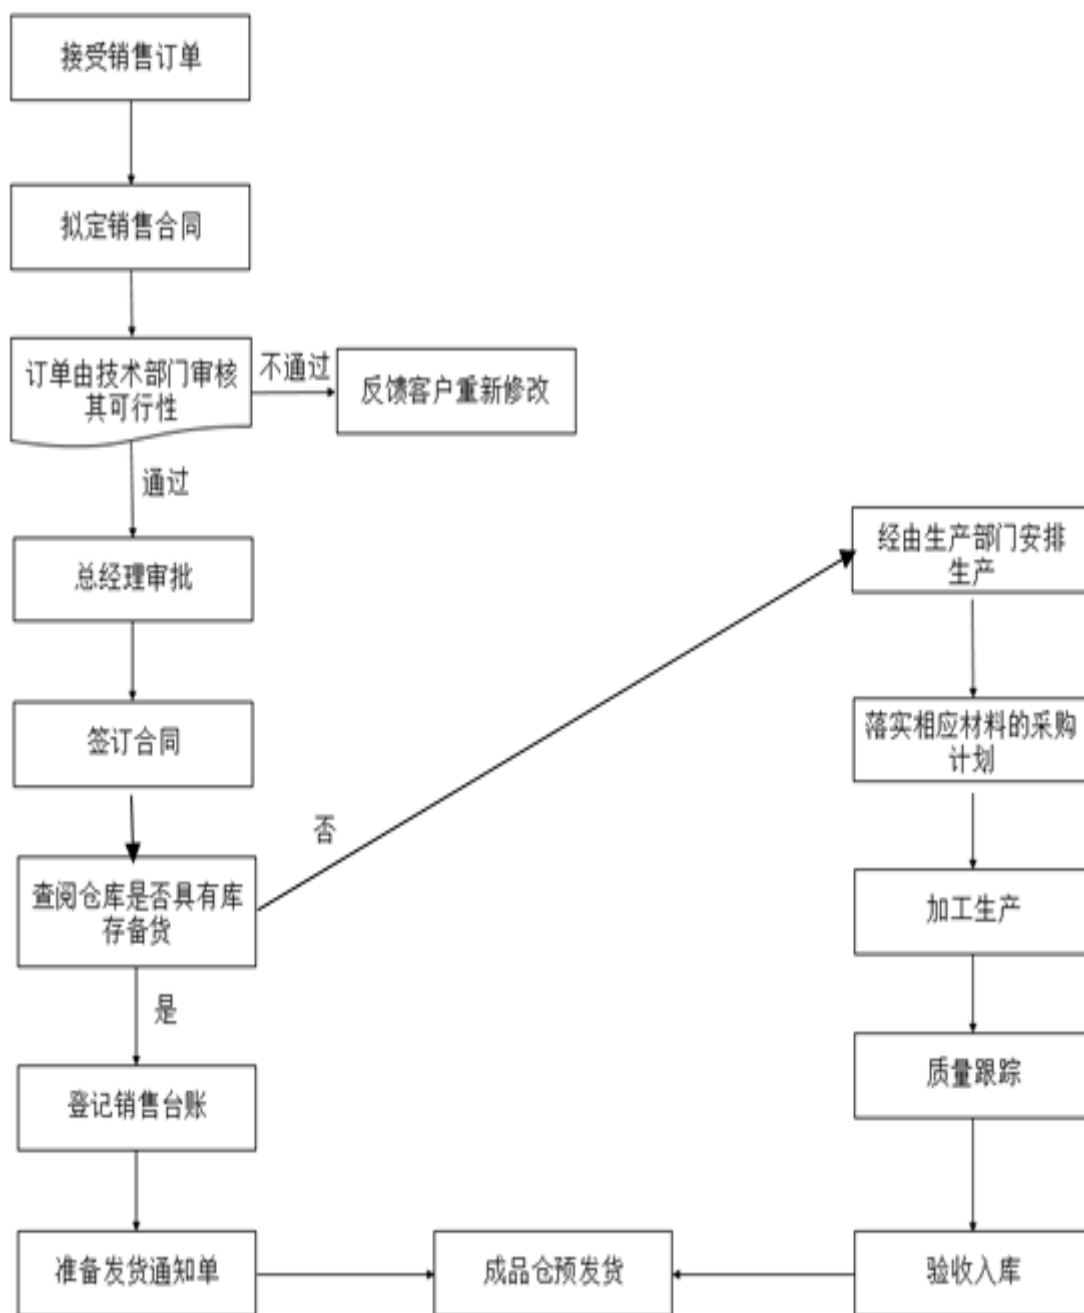 接受销售订单
拟定销售合同
订单由技术部门审核
其可行性
不通过
反馈客户重新修改
通过
总经理审批
签订合同
查阅仓库是否具有库
存备货
否
是
登记销售台账
准备发货通知单
成品仓预发货
经由生产部门安排
生产
落实相应材料的采购
计划
加工生产
质量跟踪
验收入库